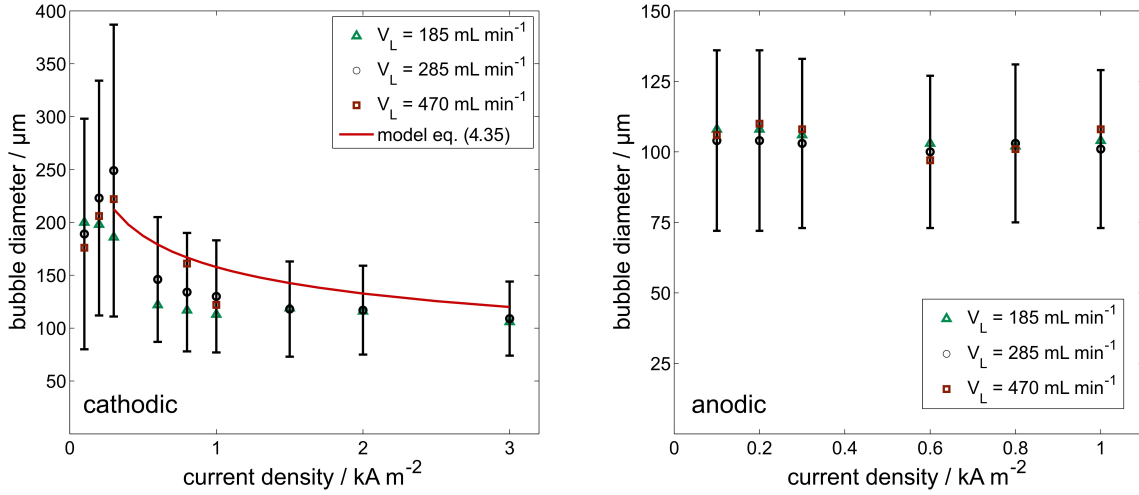 400
350
300
250
200
150
100
50
0
1
2
3
bubble diameter / µm
current density / kA m⁻²
V_L = 185 mL min⁻¹
V_L = 285 mL min⁻¹
V_L = 470 mL min⁻¹
model eq. (4.35)
cathodic
150
125
100
75
50
25
0
0.2
0.4
0.6
0.8
1
bubble diameter / µm
current density / kA m⁻²
V_L = 185 mL min⁻¹
V_L = 285 mL min⁻¹
V_L = 470 mL min⁻¹
anodic